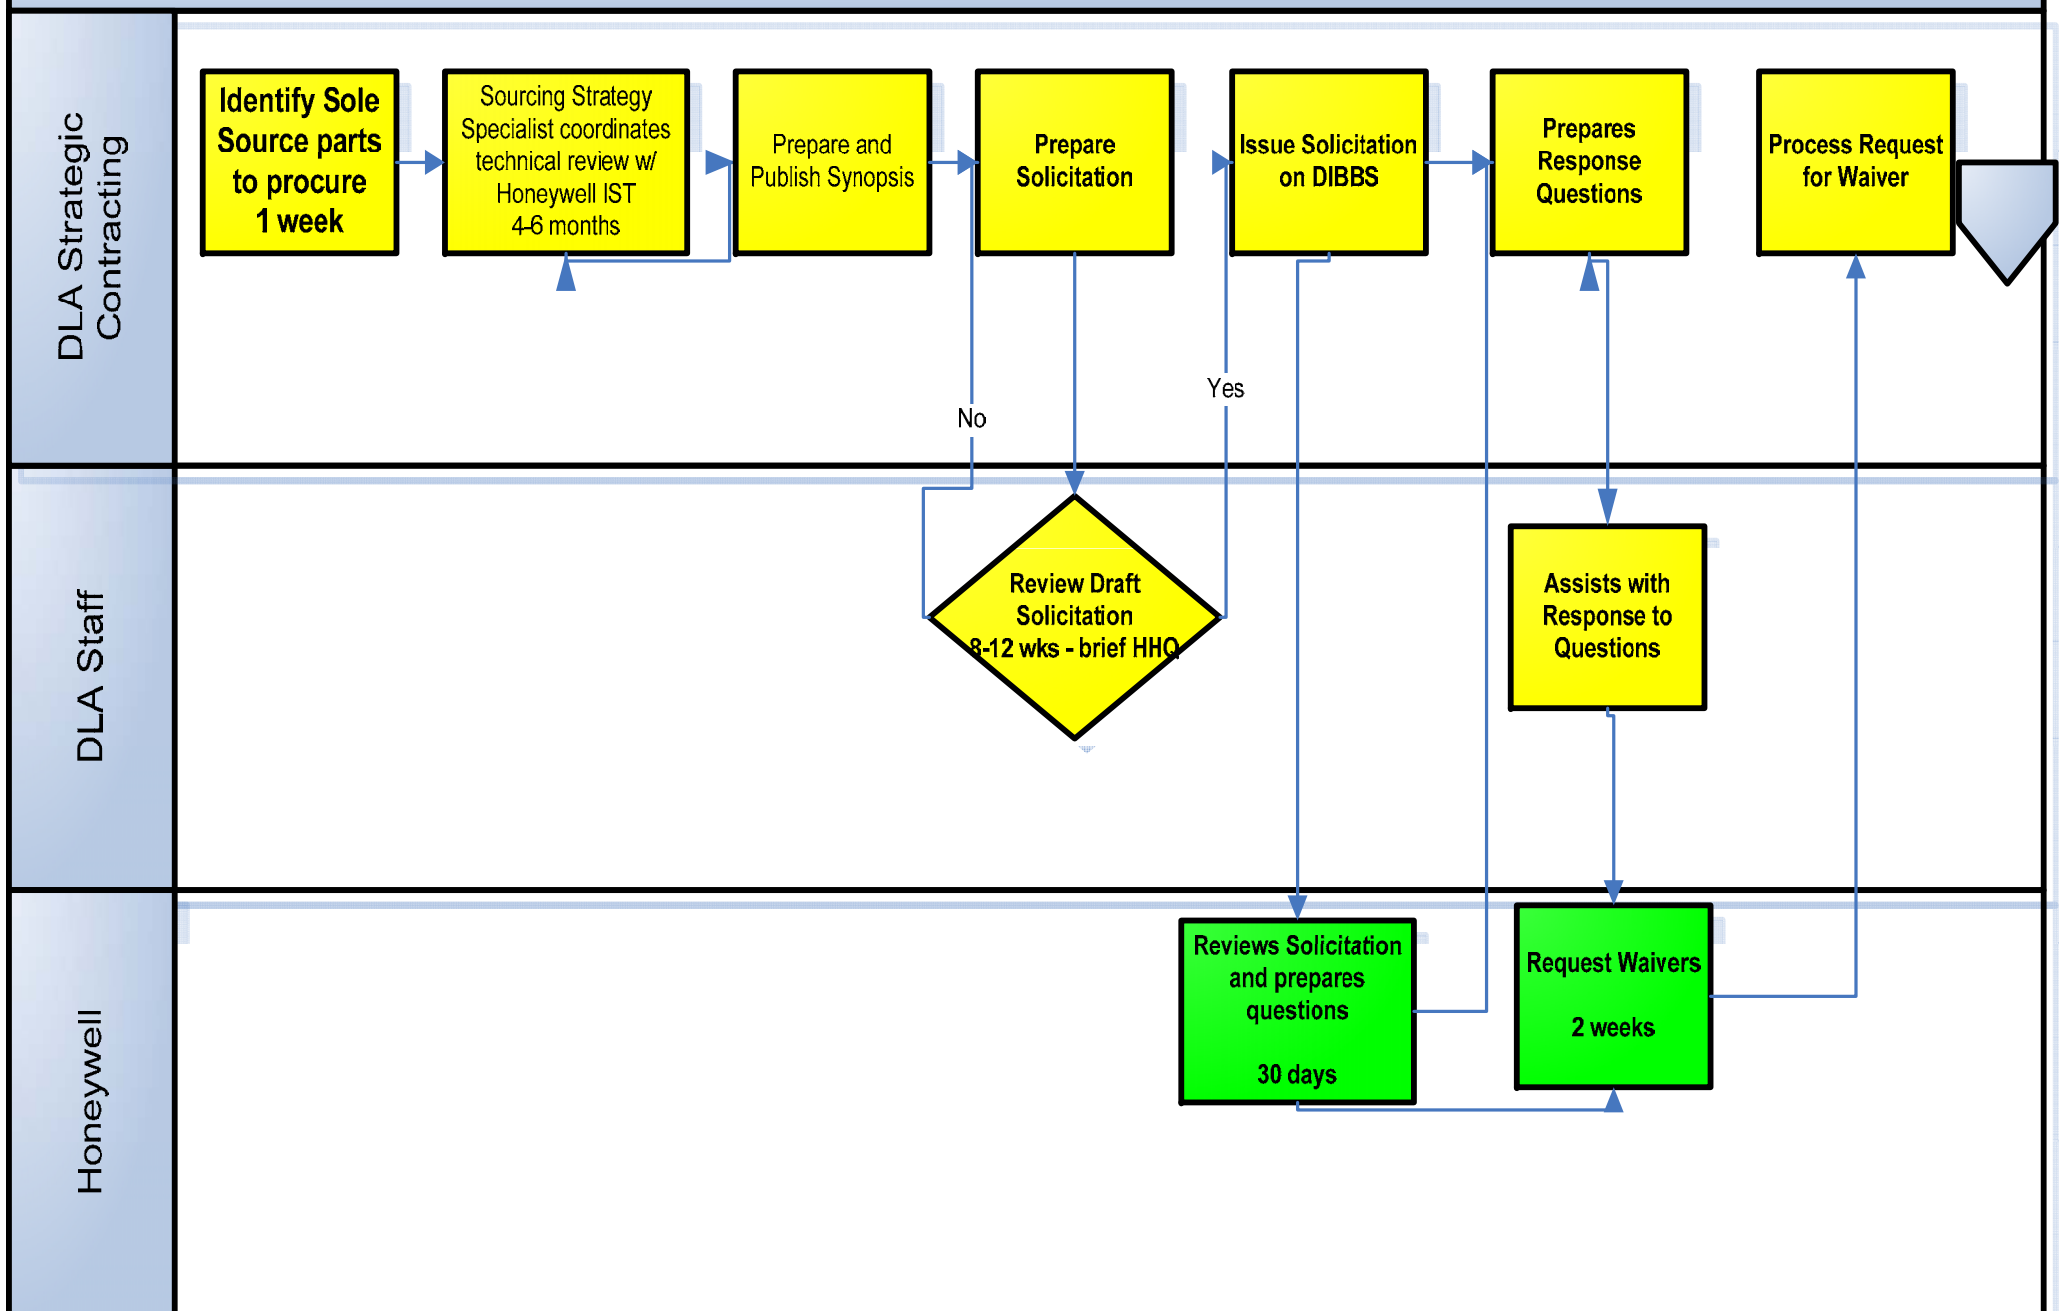 DLA Strategic
Contracting
Identify Sole
Source parts
to procure
1 week
Sourcing Strategy
Specialist coordinates
technical review w/
Honeywell IST
4-6 months
Prepare and
Publish Synopsis
Prepare
Solicitation
Issue Solicitation
on DIBBS
Prepares
Response
Questions
Process Request
for Waiver
No
Yes
DLA Staff
Review Draft
Solicitation
8-12 wks - brief HHQ
Assists with
Response to
Questions
Honeywell
Reviews Solicitation
and prepares
questions
30 days
Request Waivers
2 weeks